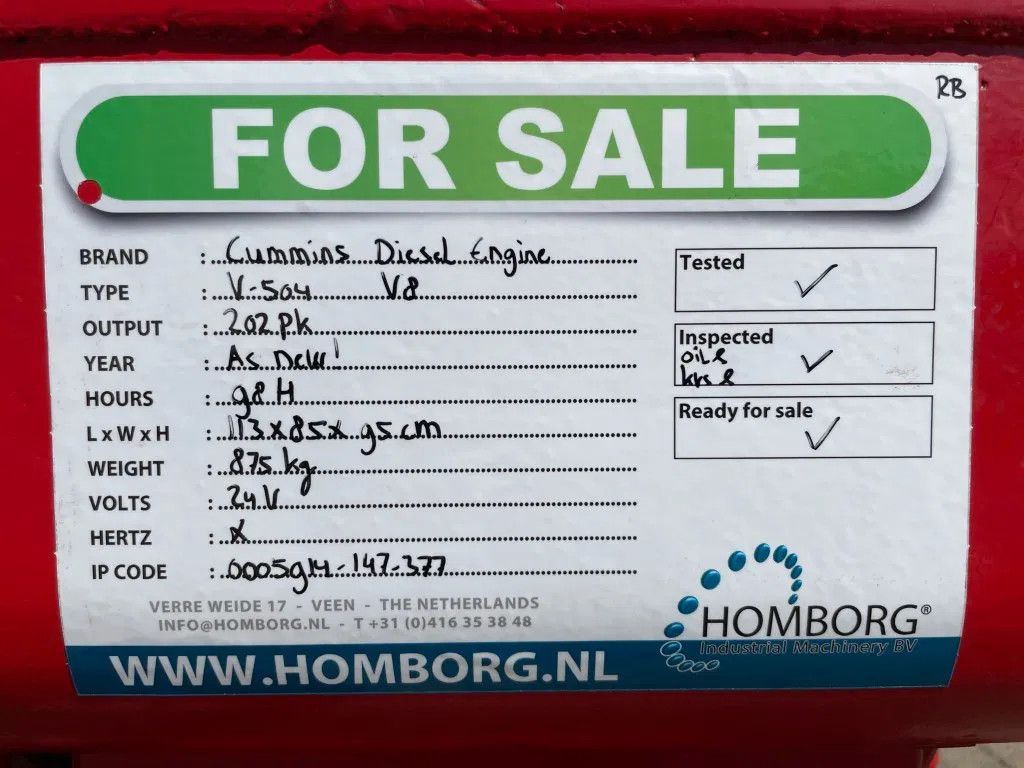 RB
FOR SALE
BRAND : Cummins Diesel Engine
TYPE : V-504 V8
OUTPUT : 202 pk
YEAR : As new!
HOURS : 98 H
L x W x H : 113 x 85 x 95 cm
WEIGHT : 875 kg
VOLTS : 24 V
HERTZ : X
IP CODE : 0005914-147-377
Tested ✓
Inspected ✓
oil &
Ready for sale ✓
VERRE WEIDE 17 - VEEN - THE NETHERLANDS
INFO@HOMBORG.NL - T +31 (0)416 35 38 48
HOMBORG®
Industrial Machinery BV
WWW.HOMBORG.NL